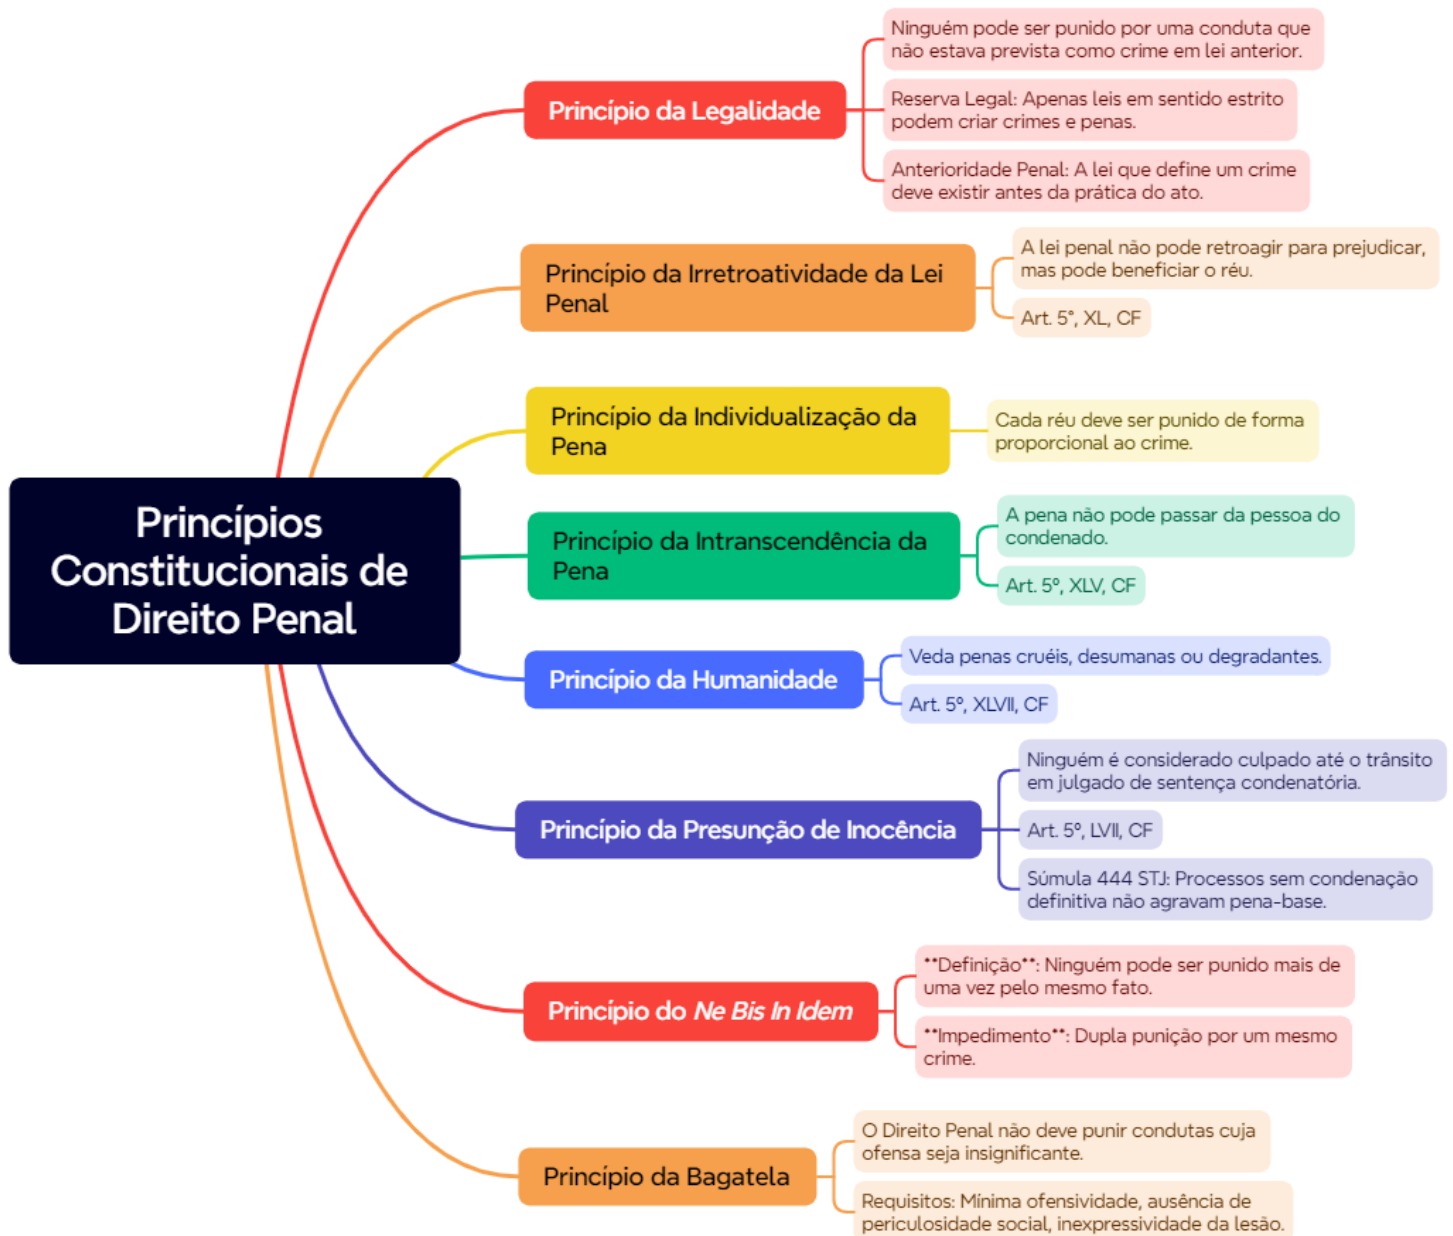 Princípios
Constitucionais de
Direito Penal
Princípio da Legalidade
Ninguém pode ser punido por uma conduta que
não estava prevista como crime em lei anterior.
Reserva Legal: Apenas leis em sentido estrito
podem criar crimes e penas.
Anterioridade Penal: A lei que define um crime
deve existir antes da prática do ato.
Princípio da Irretroatividade da Lei
Penal
A lei penal não pode retroagir para prejudicar,
mas pode beneficiar o réu.
Art. 5°, XL, CF
Princípio da Individualização da
Pena
Cada réu deve ser punido de forma
proporcional ao crime.
Princípio da Intranscendência da
Pena
A pena não pode passar da pessoa do
condenado.
Art. 5º, XLV, CF
Princípio da Humanidade
Veda penas cruéis, desumanas ou degradantes.
Art. 5º, XLVII, CF
Princípio da Presunção de Inocência
Ninguém é considerado culpado até o trânsito
em julgado de sentença condenatória.
Art. 5º, LVII, CF
Súmula 444 STJ: Processos sem condenação
definitiva não agravam pena-base.
Princípio do Ne Bis In Idem
**Definição**: Ninguém pode ser punido mais de
uma vez pelo mesmo fato.
**Impedimento**: Dupla punição por um mesmo
crime.
Princípio da Bagatela
O Direito Penal não deve punir condutas cuja
ofensa seja insignificante.
Requisitos: Mínima ofensividade, ausência de
periculosidade social, inexpressividade da lesão.